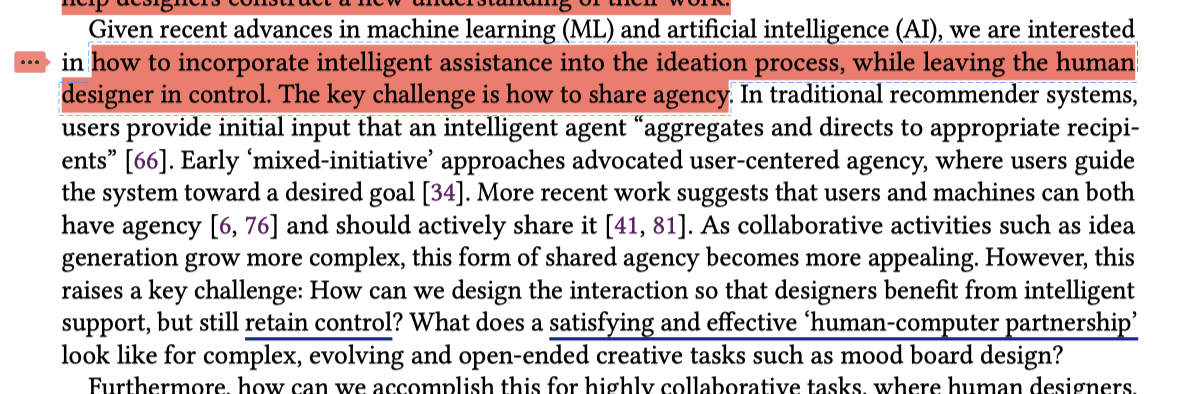 help designers construct a new understanding of their work.
Given recent advances in machine learning (ML) and artificial intelligence (AI), we are interested
in how to incorporate intelligent assistance into the ideation process, while leaving the human
designer in control. The key challenge is how to share agency. In traditional recommender systems,
users provide initial input that an intelligent agent “aggregates and directs to appropriate recipi-
ents” [66]. Early ‘mixed-initiative’ approaches advocated user-centered agency, where users guide
the system toward a desired goal [34]. More recent work suggests that users and machines can both
have agency [6, 76] and should actively share it [41, 81]. As collaborative activities such as idea
generation grow more complex, this form of shared agency becomes more appealing. However, this
raises a key challenge: How can we design the interaction so that designers benefit from intelligent
support, but still retain control? What does a satisfying and effective ‘human-computer partnership’
look like for complex, evolving and open-ended creative tasks such as mood board design?
Furthermore, how can we accomplish this for highly collaborative tasks, where human designers,